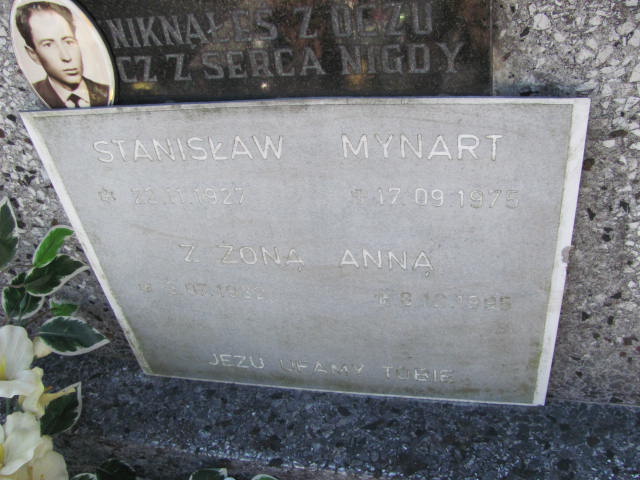 NIKNĄŁEŚ Z OCZU
CZ Z SERCA NIGDY
STANISŁAW MYNART
22.11.1927 17.09.1975
Z ŻONĄ ANNĄ
JEZU UFAMY TOBIE